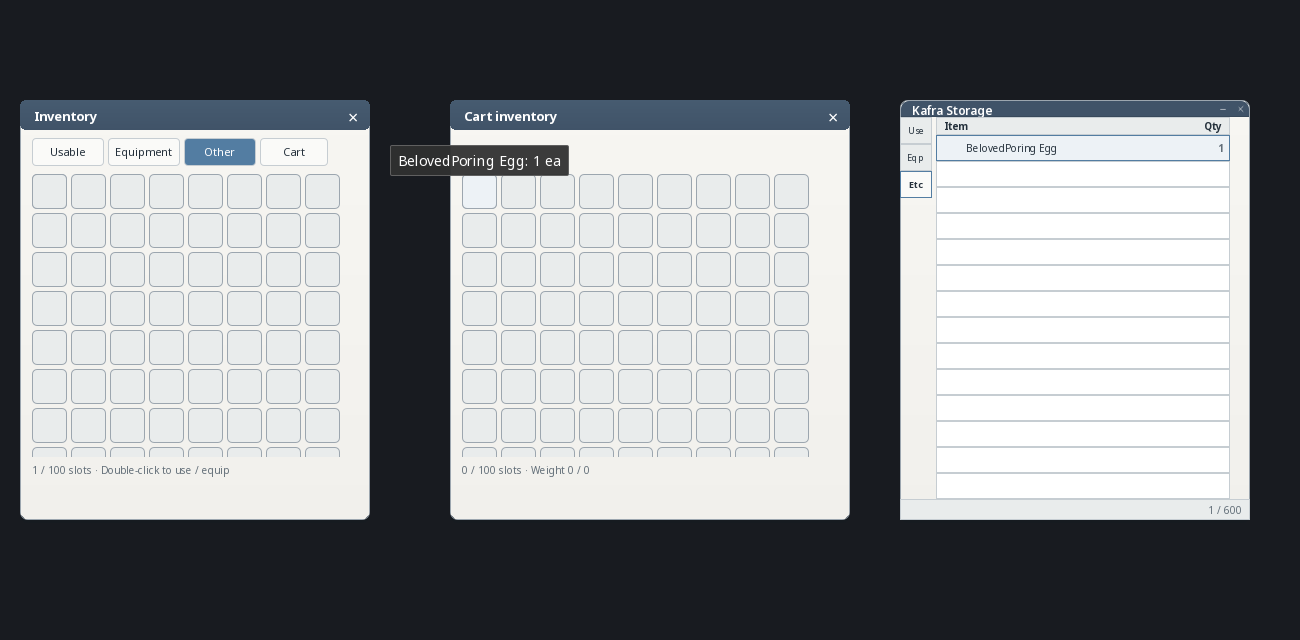 Inventory ×
Usable Equipment Other Cart
1 / 100 slots · Double-click to use / equip
Cart inventory ×
BelovedPoring Egg: 1 ea
0 / 100 slots · Weight 0 / 0
Kafra Storage – ×
Use
Eqp
Etc
Item Qty
BelovedPoring Egg 1
1 / 600